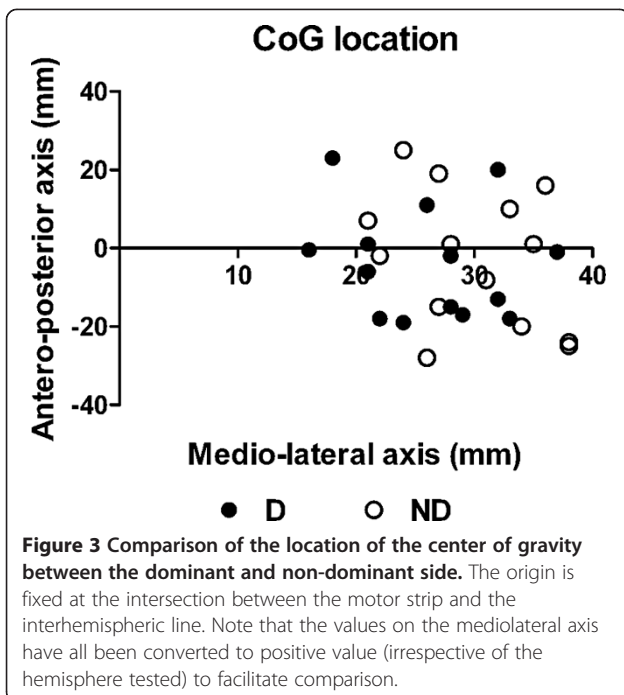 CoG location
Antero-posterior axis (mm)
40
20
0
-20
-40
10
20
30
40
Medio-lateral axis (mm)
D
ND
Figure 3 Comparison of the location of the center of gravity
between the dominant and non-dominant side. The origin is
fixed at the intersection between the motor strip and the
interhemispheric line. Note that the values on the mediolateral axis
have all been converted to positive value (irrespective of the
hemisphere tested) to facilitate comparison.